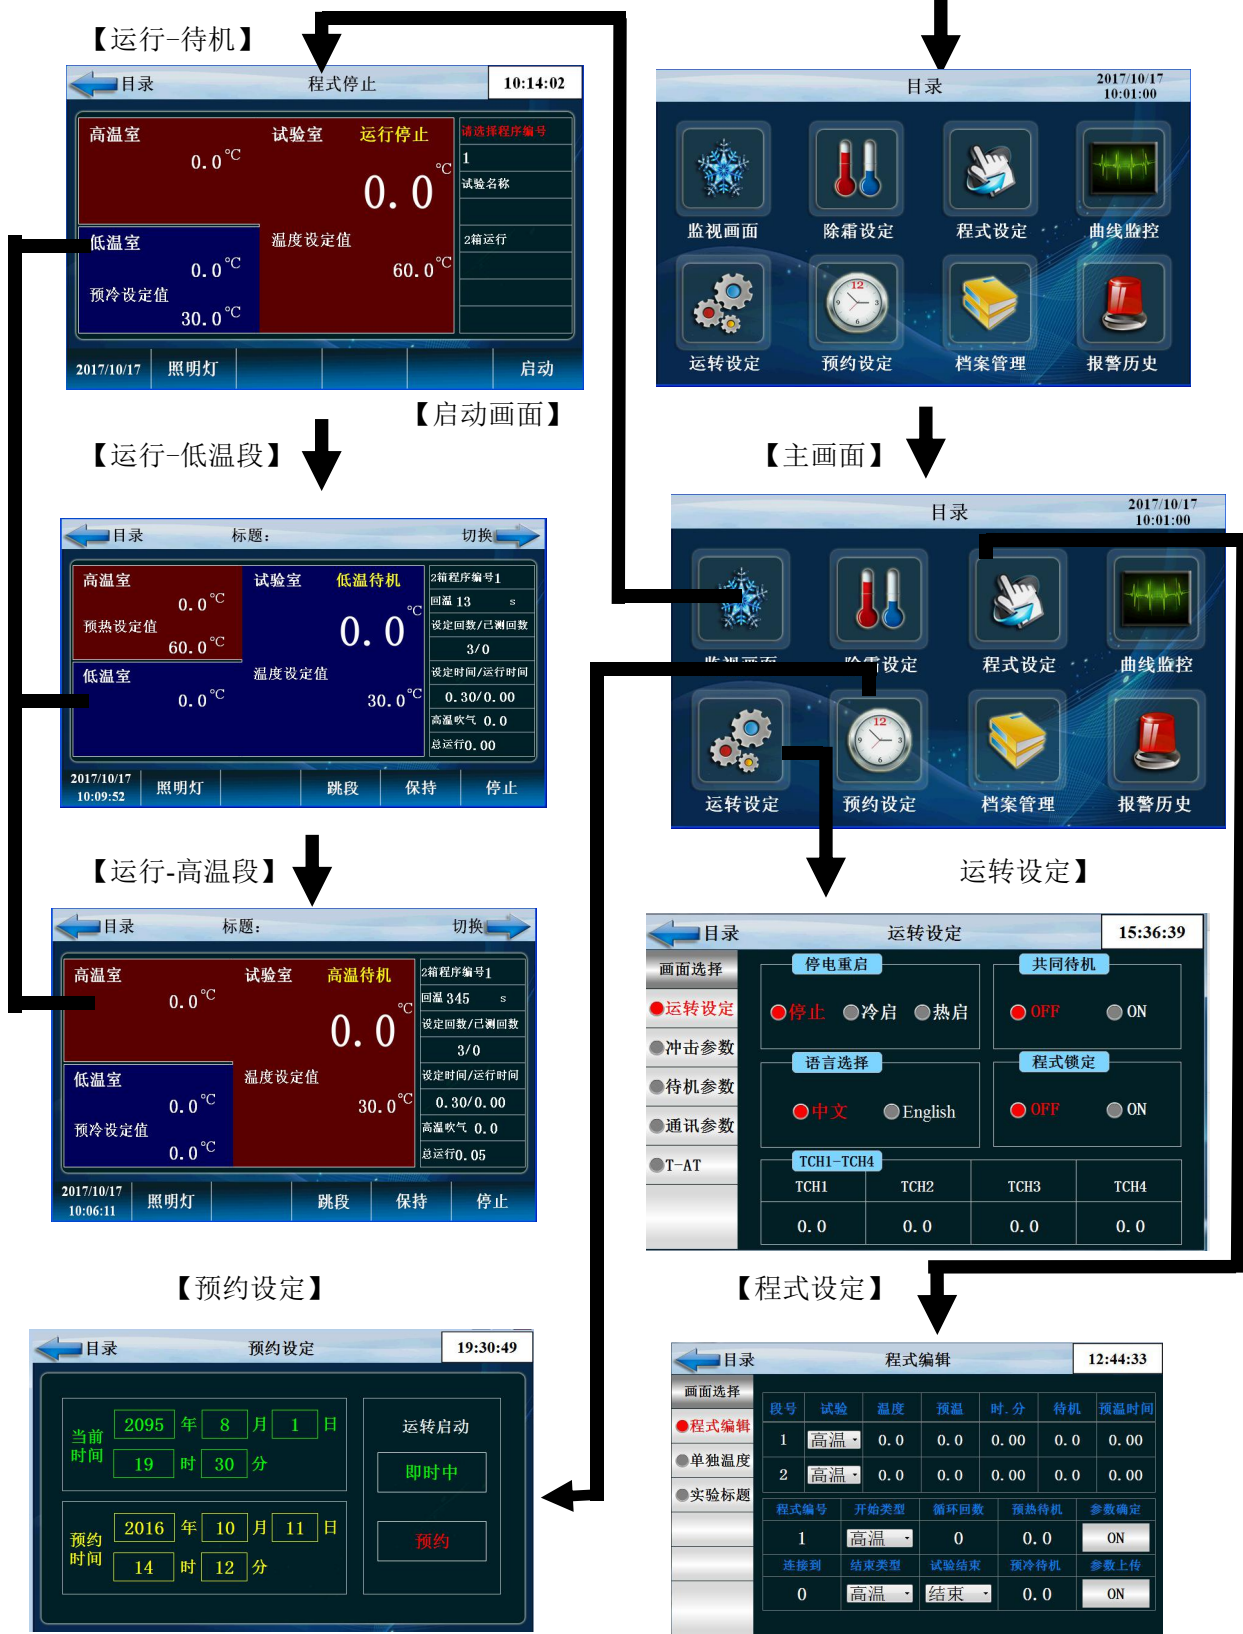 【运行-待机】
目录 程式停止 10:14:02
高温室
0.0℃
试验室 运行停止
0.0℃
请选择程序编号
1
试验名称
低温室
0.0℃
预冷设定值
30.0℃
温度设定值
60.0℃
2箱运行
2017/10/17 照明灯 启动
目录 2017/10/17
10:01:00
监视画面 除霜设定 程式设定 曲线监控
运转设定 预约设定 档案管理 报警历史
【启动画面】
【运行-低温段】
【主画面】
目录 标题: 切换
高温室
0.0℃
预热设定值
60.0℃
试验室 低温待机
0.0℃
低温室
0.0℃
温度设定值
30.0℃
2箱程序编号1
回温 13 s
设定回数/已测回数
3/0
设定时间/运行时间
0.30/0.00
高温吹气 0.0
总运行0.00
2017/10/17
10:09:52
照明灯 跳段 保持 停止
目录 2017/10/17
10:01:00
监视画面 除霜设定 程式设定 曲线监控
运转设定 预约设定 档案管理 报警历史
【运行-高温段】
运转设定】
目录 标题: 切换
高温室
0.0℃
试验室 高温待机
0.0℃
低温室
0.0℃
预冷设定值
0.0℃
温度设定值
30.0℃
2箱程序编号1
回温 345 s
设定回数/已测回数
3/0
设定时间/运行时间
0.30/0.00
高温吹气 0.0
总运行0.05
2017/10/17
10:06:11
照明灯 跳段 保持 停止
目录 运转设定 15:36:39
画面选择
运转设定
冲击参数
待机参数
通讯参数
T-AT
停电重启
停止 冷启 热启
共同待机
OFF ON
语言选择
中文 English
程式锁定
OFF ON
TCH1-TCH4
TCH1 TCH2 TCH3 TCH4
0.0 0.0 0.0 0.0
【预约设定】
【程式设定】
目录 预约设定 19:30:49
当前时间
2095 年 8 月 1 日
19 时 30 分
预约时间
2016 年 10 月 11 日
14 时 12 分
运转启动
即时中
预约
目录 程式编辑 12:44:33
画面选择
程式编辑
单独温度
实验标题
段号 试验 温度 预温 时.分 待机 预温时间
1 高温 0.0 0.0 0.00 0.0 0.00
2 高温 0.0 0.0 0.00 0.0 0.00
程式编号 开始类型 循环回数 预热待机 参数确定
1 高温 0 0.0 ON
连接到 结束类型 试验结束 预冷待机 参数上传
0 高温 结束 0.0 ON